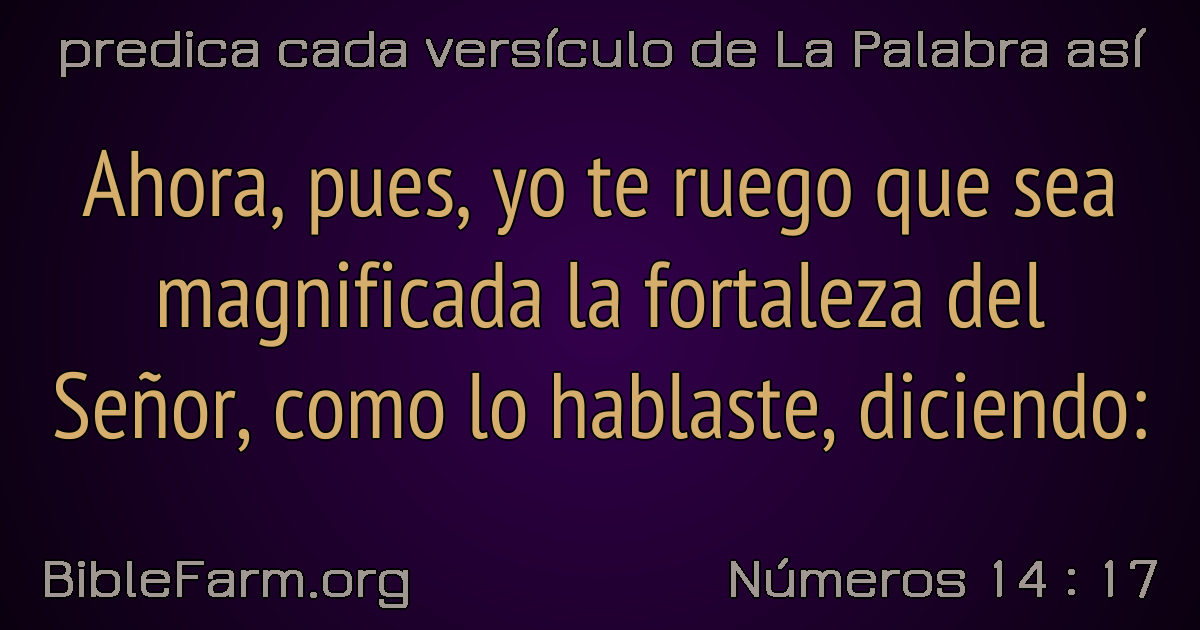 predica cada versículo de La Palabra así
Ahora, pues, yo te ruego que sea
magnificada la fortaleza del
Señor, como lo hablaste, diciendo:
BibleFarm.org
Números 14 : 17